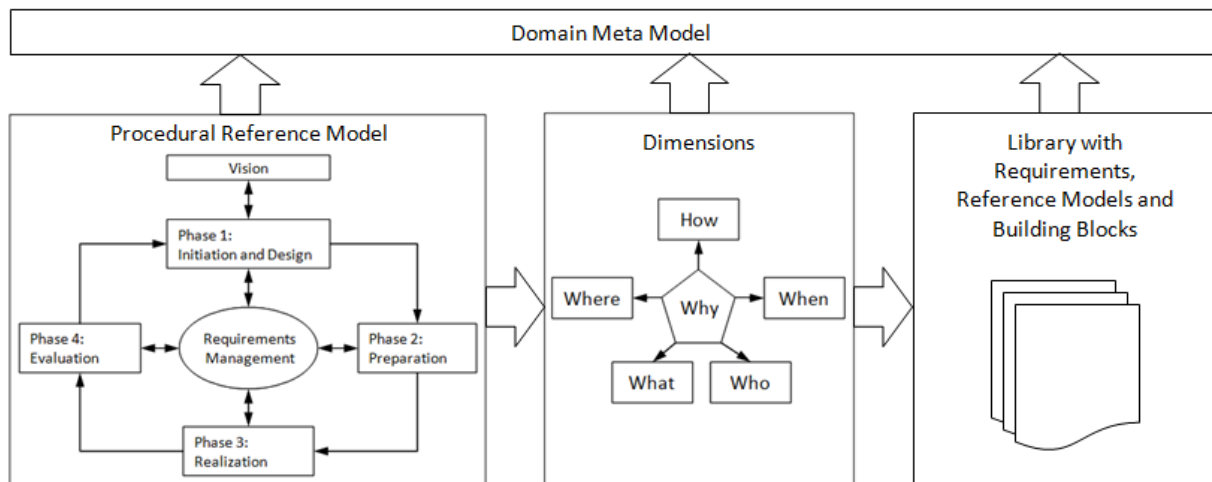 Domain Meta Model
Procedural Reference Model
Vision
Phase 1:
Initiation and Design
Phase 4:
Evaluation
Requirements
Management
Phase 2:
Preparation
Phase 3:
Realization
Dimensions
How
Where
Why
When
What
Who
Library with
Requirements,
Reference Models and
Building Blocks